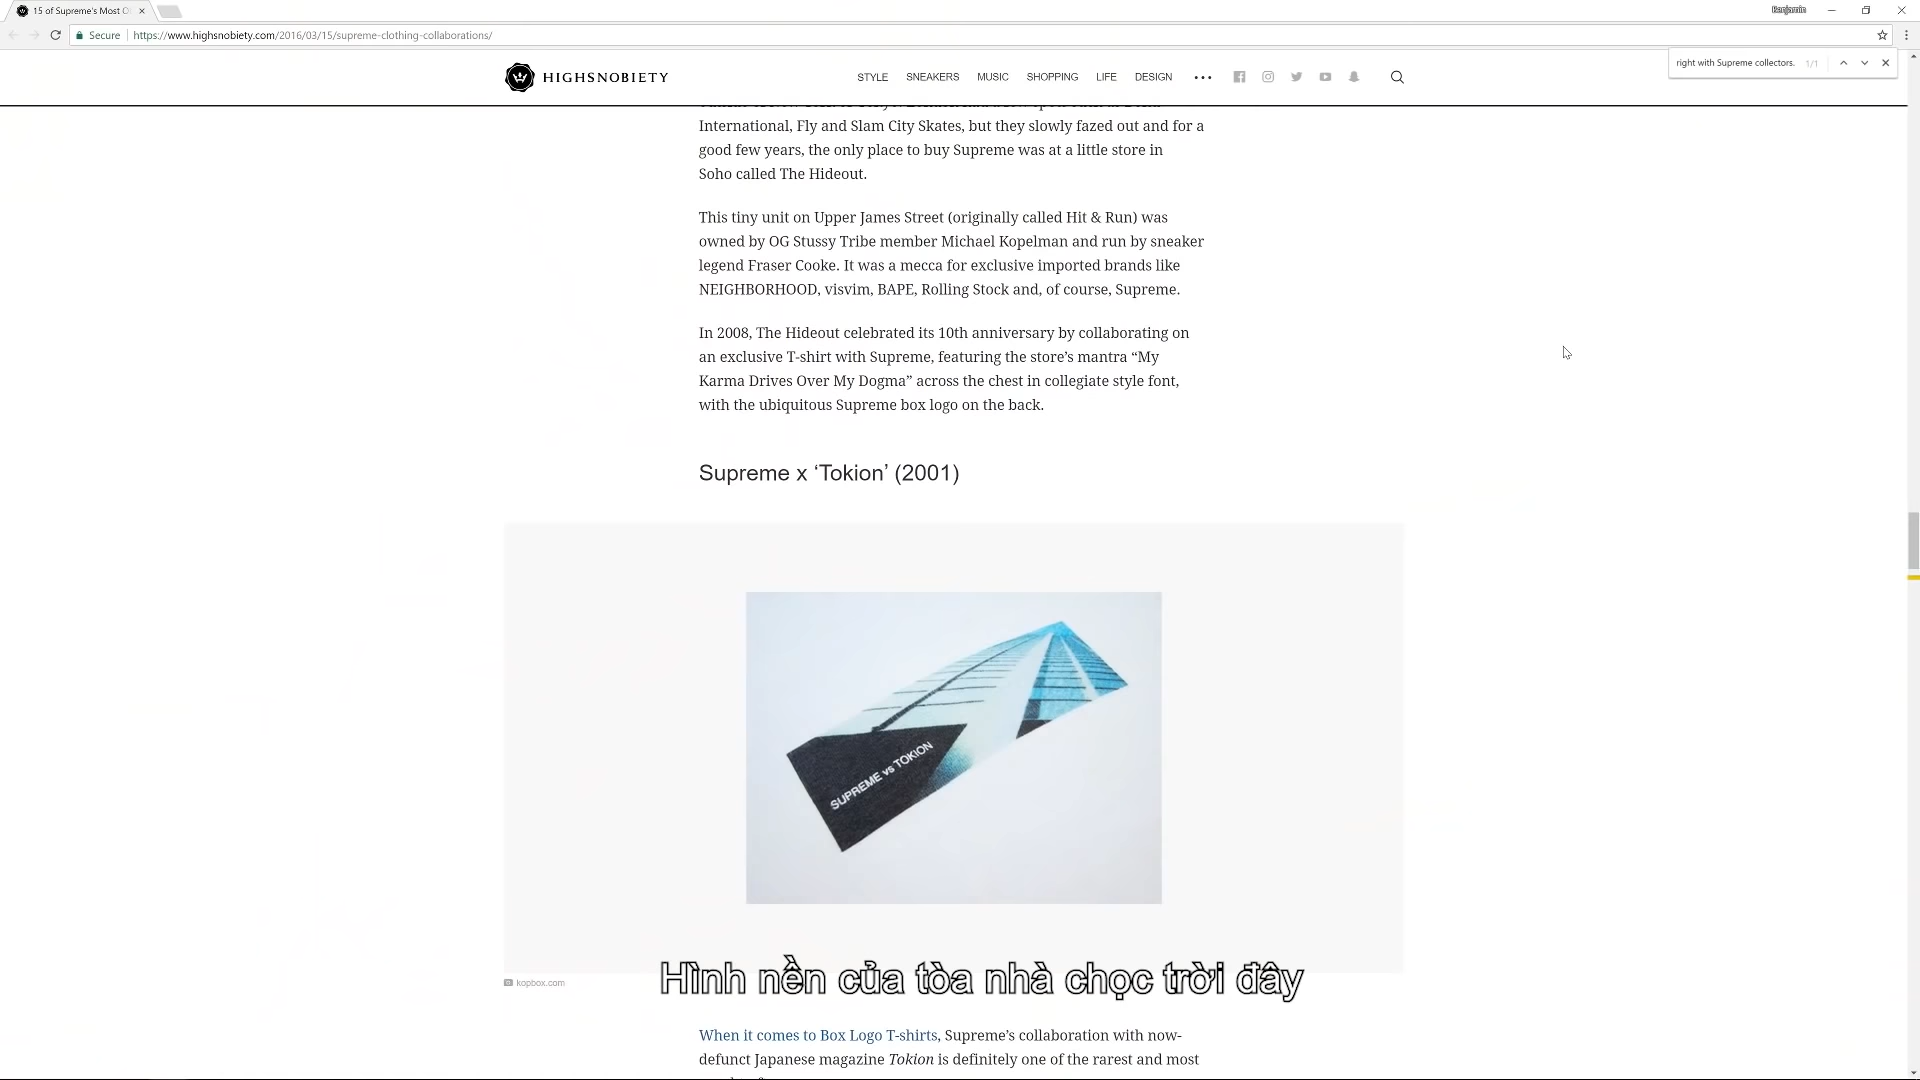 15 of Supreme's Most O
Benjamin
Secure
https://www.highsnobiety.com/2016/03/15/supreme-clothing-collaborations/
right with Supreme collectors. 1/1
HIGHSNOBIETY
STYLE SNEAKERS MUSIC SHOPPING LIFE DESIGN
International, Fly and Slam City Skates, but they slowly fazed out and for a
good few years, the only place to buy Supreme was at a little store in
Soho called The Hideout.
This tiny unit on Upper James Street (originally called Hit & Run) was
owned by OG Stussy Tribe member Michael Kopelman and run by sneaker
legend Fraser Cooke. It was a mecca for exclusive imported brands like
NEIGHBORHOOD, visvim, BAPE, Rolling Stock and, of course, Supreme.
In 2008, The Hideout celebrated its 10th anniversary by collaborating on
an exclusive T-shirt with Supreme, featuring the store’s mantra “My
Karma Drives Over My Dogma” across the chest in collegiate style font,
with the ubiquitous Supreme box logo on the back.
Supreme x ‘Tokion’ (2001)
SUPREME vs TOKION
Hình nền của tòa nhà chọc trời đây
kopbox.com
When it comes to Box Logo T-shirts, Supreme’s collaboration with now-
defunct Japanese magazine Tokion is definitely one of the rarest and most